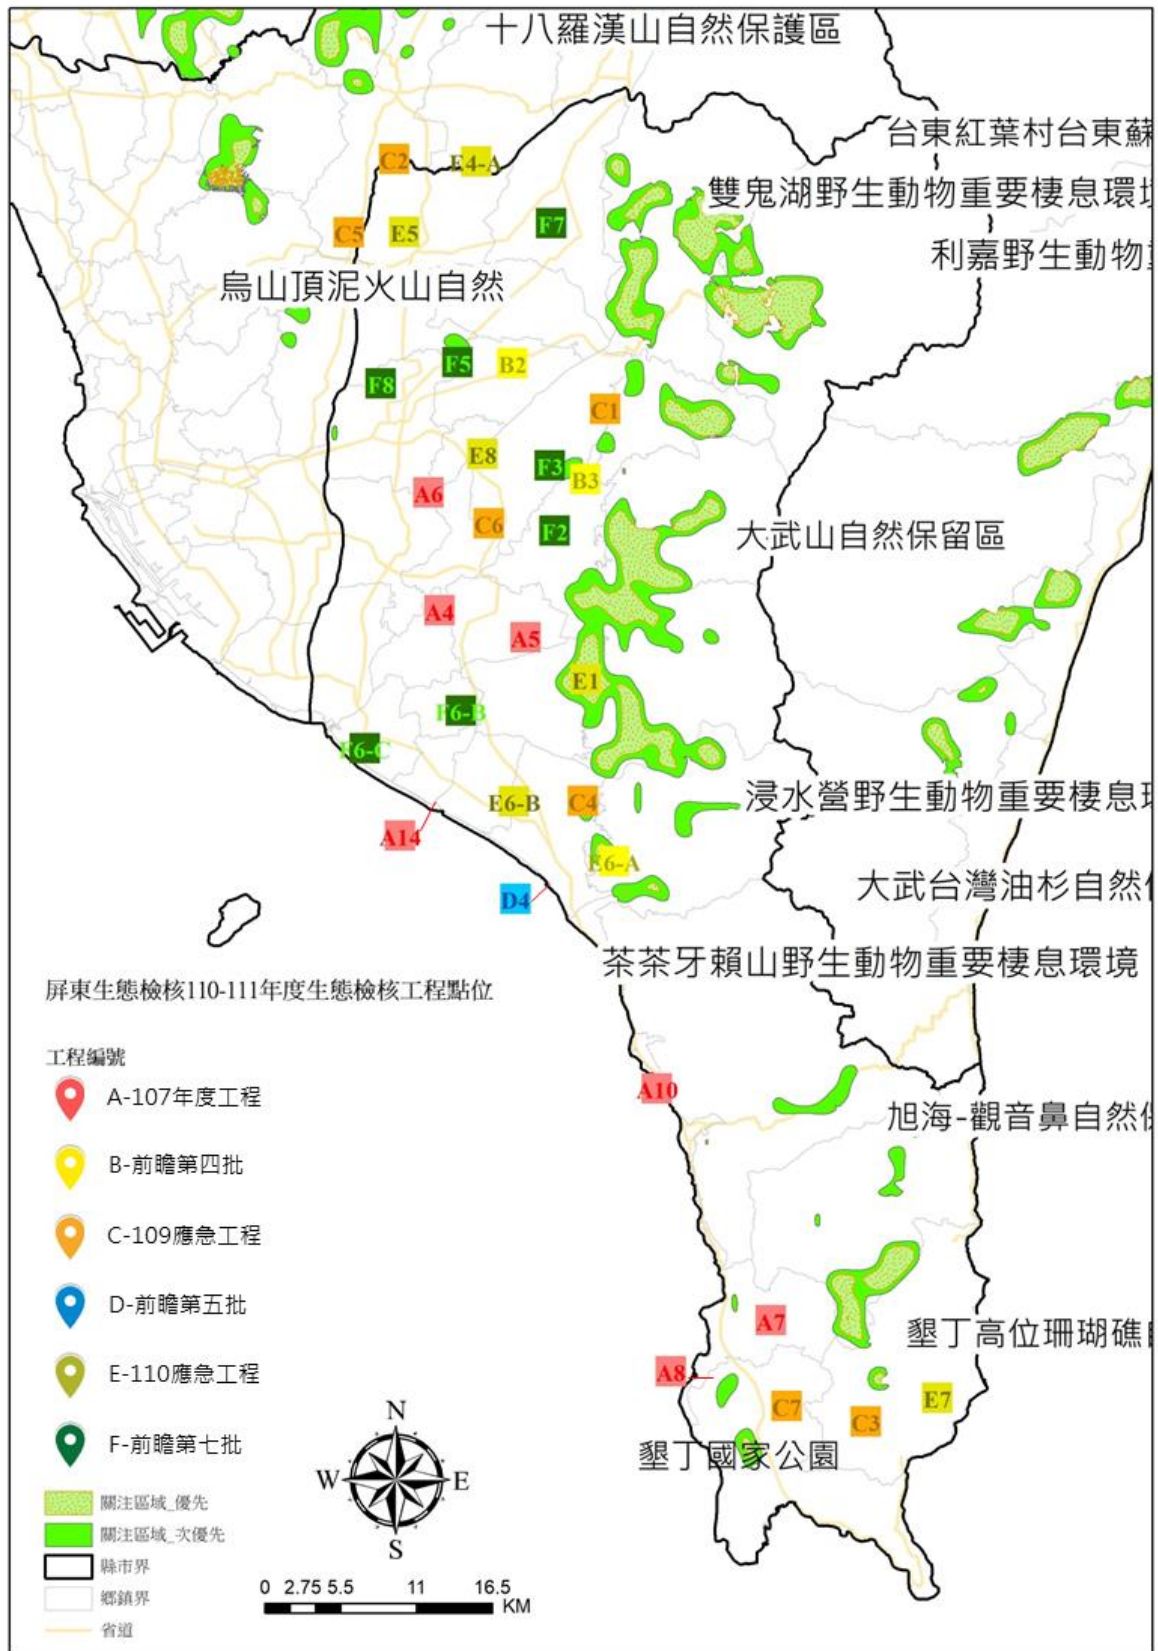 十八羅漢山自然保護區
台東紅葉村台東蘇
C2
E4-A
雙鬼湖野生動物重要棲息環境
F7
C5
E5
利嘉野生動物
烏山頂泥火山自然
F5
B2
F8
C1
E8
F3
B3
A6
C6
F2
大武山自然保留區
A4
A5
E1
F6-B
F6-C
E6-B
C4
浸水營野生動物重要棲息
A14
E6-A
D4
大武台灣油杉自然
茶茶牙賴山野生動物重要棲息環境
屏東生態檢核110-111年度生態檢核工程點位
工程編號
A-107年度工程
B-前瞻第四批
C-109應急工程
D-前瞻第五批
E-110應急工程
F-前瞻第七批
關注區域_優先
關注區域_次優先
縣市界
鄉鎮界
省道
A10
旭海-觀音鼻自然保
A7
墾丁高位珊瑚礁
A8
C7
C3
E7
墾丁國家公園
N
W E
S
0 2.75 5.5 11 16.5
KM